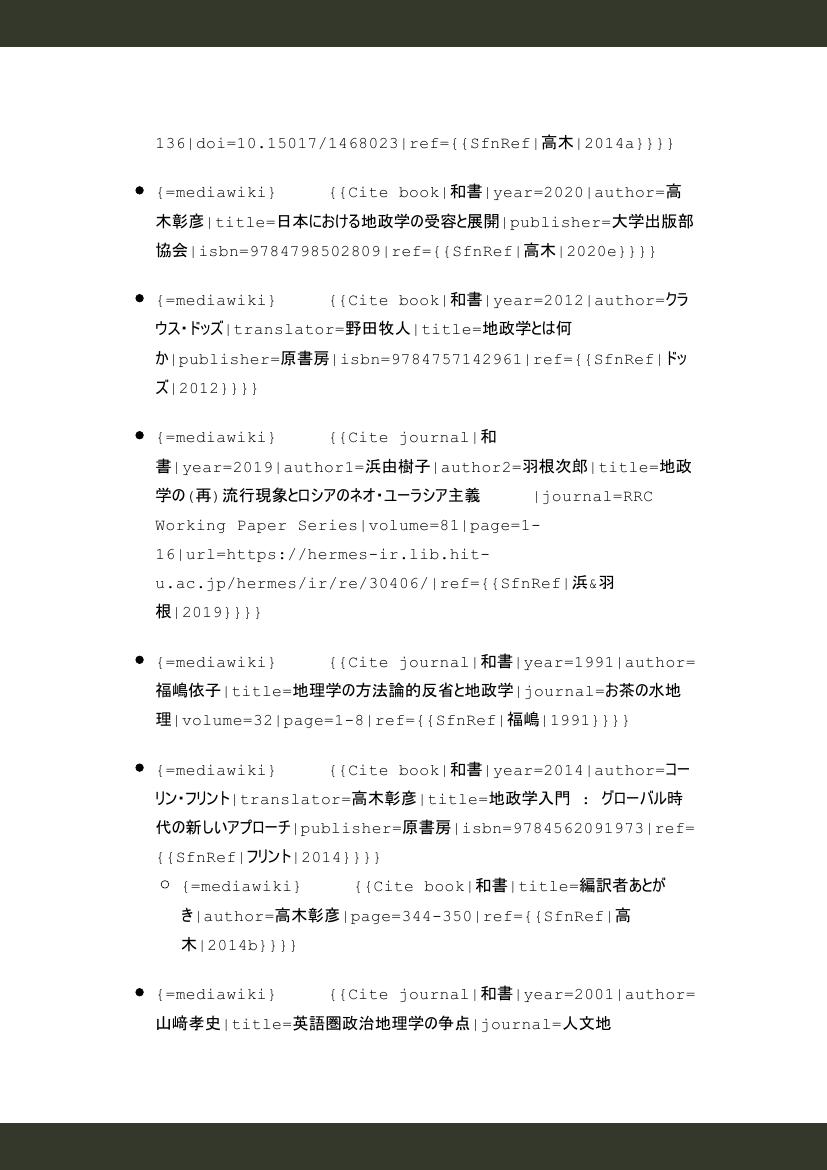 136|doi=10.15017/1468023|ref={{SfnRef|高木|2014a}}}}
● {=mediawiki} {{Cite book|和書|year=2020|author=高
木彰彦|title=日本における地政学の受容と展開|publisher=大学出版部
協会|isbn=9784798502809|ref={{SfnRef|高木|2020e}}}}
● {=mediawiki} {{Cite book|和書|year=2012|author=クラ
ウス・ドッズ|translator=野田牧人|title=地政学とは何
か|publisher=原書房|isbn=9784757142961|ref={{SfnRef|ドッ
ズ|2012}}}}
● {=mediawiki} {{Cite journal|和
書|year=2019|author1=浜由樹子|author2=羽根次郎|title=地政
学の(再)流行現象とロシアのネオ・ユーラシア主義 |journal=RRC
Working Paper Series|volume=81|page=1-
16|url=https://hermes-ir.lib.hit-
u.ac.jp/hermes/ir/re/30406/|ref={{SfnRef|浜&羽
根|2019}}}}
● {=mediawiki} {{Cite journal|和書|year=1991|author=
福嶋依子|title=地理学の方法論的反省と地政学|journal=お茶の水地
理|volume=32|page=1-8|ref={{SfnRef|福嶋|1991}}}}
● {=mediawiki} {{Cite book|和書|year=2014|author=コー
リン・フリント|translator=高木彰彦|title=地政学入門 : グローバル時
代の新しいアプローチ|publisher=原書房|isbn=9784562091973|ref=
{{SfnRef|フリント|2014}}}}
○ {=mediawiki} {{Cite book|和書|title=編訳者あとが
き|author=高木彰彦|page=344-350|ref={{SfnRef|高
木|2014b}}}}
● {=mediawiki} {{Cite journal|和書|year=2001|author=
山﨑孝史|title=英語圏政治地理学の争点|journal=人文地